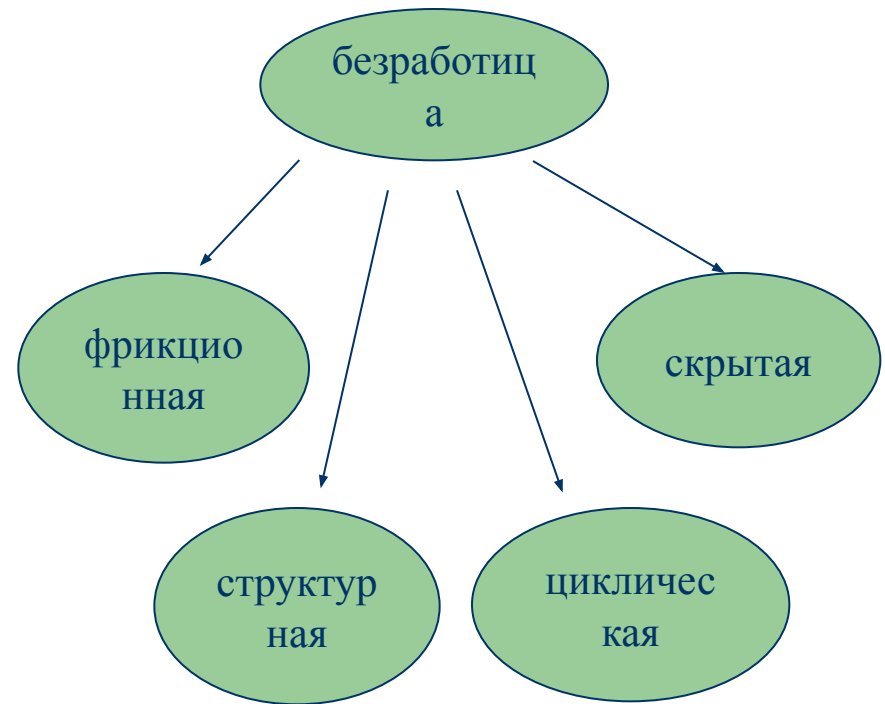 безработиц
а
фрикцио
нная
скрытая
структур
ная
цикличес
кая